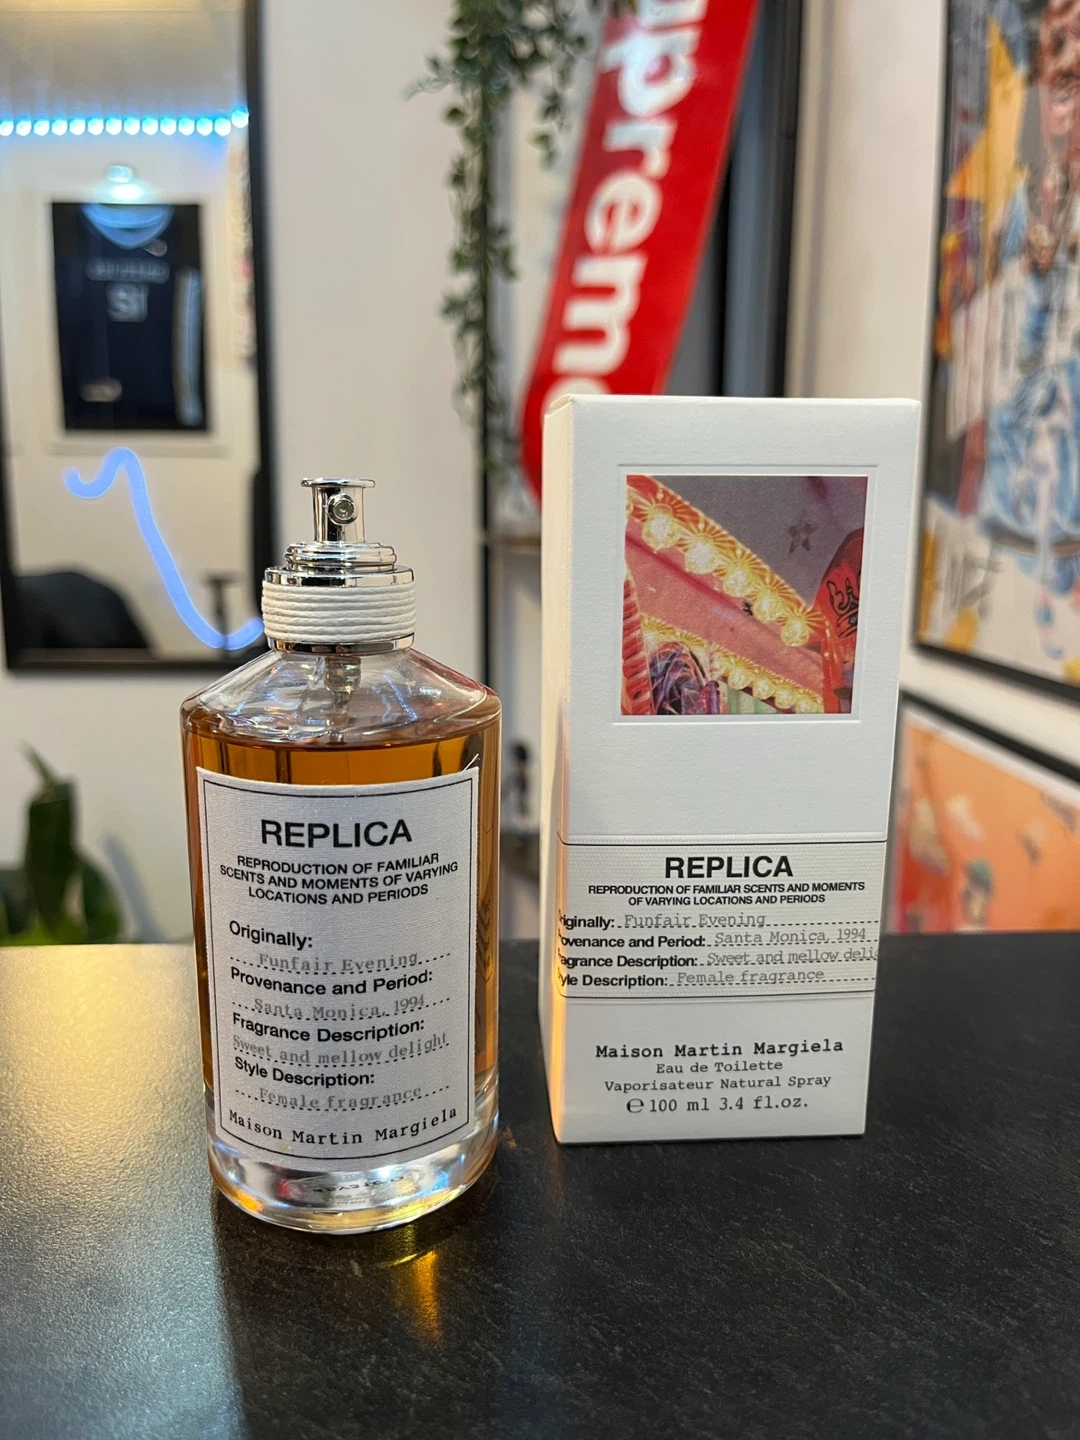 upreme
REPLICA
REPRODUCTION OF FAMILIAR
SCENTS AND MOMENTS OF VARYING
LOCATIONS AND PERIODS
Originally:
Funfair Evening
Provenance and Period:
Santa Monica, 1994
Fragrance Description:
Sweet and mellow delight
Style Description:
Female fragrance
Maison Martin Margiela
REPLICA
REPRODUCTION OF FAMILIAR SCENTS AND MOMENTS
OF VARYING LOCATIONS AND PERIODS
riginally: Funfair Evening
ovenance and Period: Santa Monica, 1994
agrance Description: Sweet and mellow deli
yle Description: Female fragrance
Maison Martin Margiela
Eau de Toilette
Vaporisateur Natural Spray
℮ 100 ml 3.4 fl.oz.